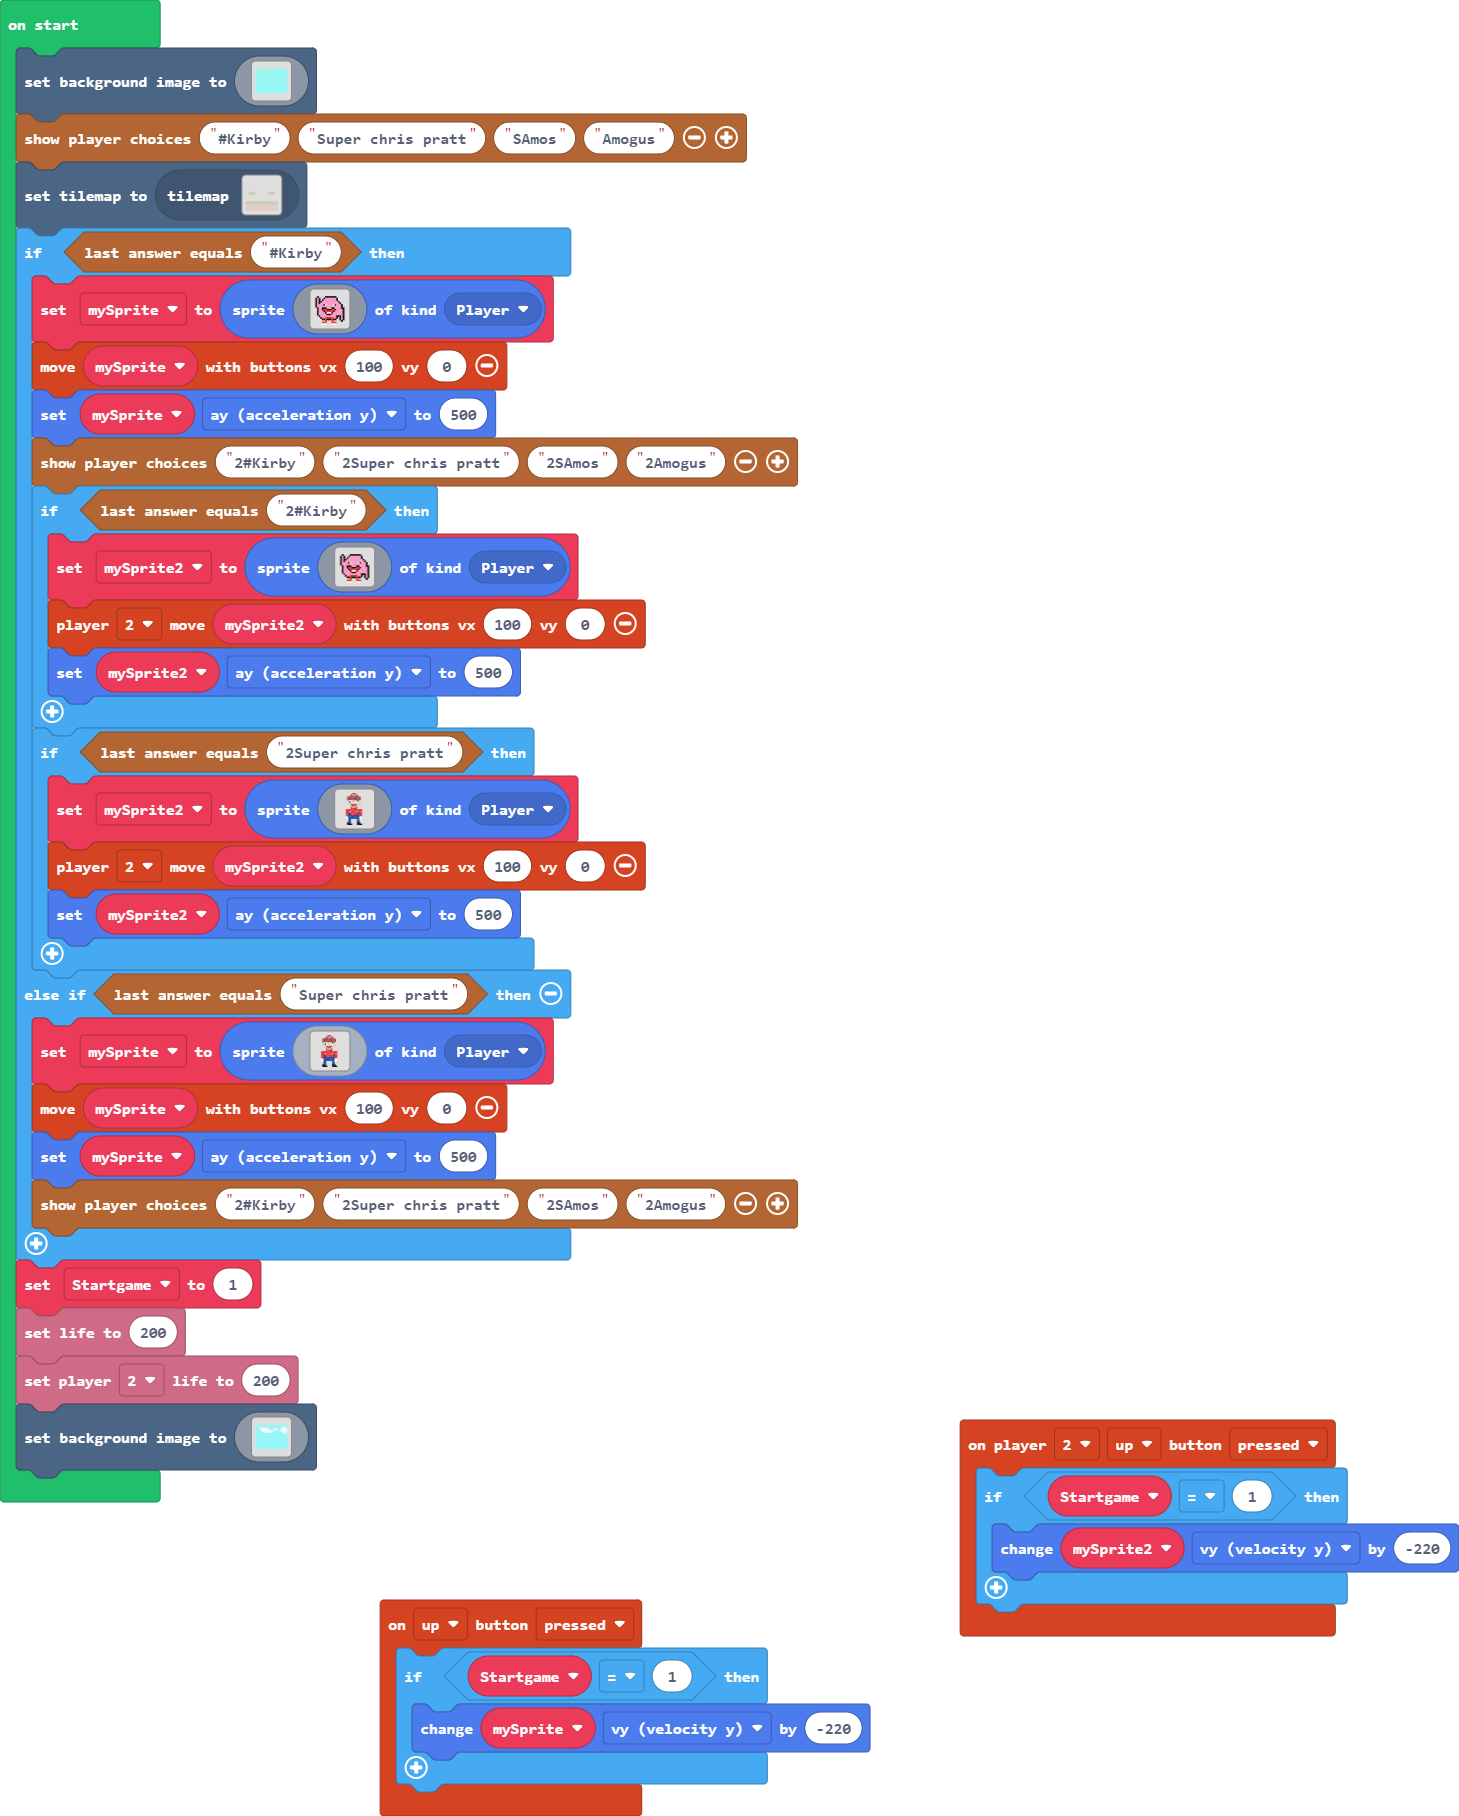 on start
set background image to
show player choices "#Kirby" "Super chris pratt" "SAmos" "Amogus"
set tilemap to tilemap
if last answer equals "#Kirby" then
set mySprite to sprite of kind Player
move mySprite with buttons vx 100 vy 0
set mySprite ay (acceleration y) to 500
show player choices "2#Kirby" "2Super chris pratt" "2SAmos" "2Amogus"
if last answer equals "2#Kirby" then
set mySprite2 to sprite of kind Player
player 2 move mySprite2 with buttons vx 100 vy 0
set mySprite2 ay (acceleration y) to 500
if last answer equals "2Super chris pratt" then
set mySprite2 to sprite of kind Player
player 2 move mySprite2 with buttons vx 100 vy 0
set mySprite2 ay (acceleration y) to 500
else if last answer equals "Super chris pratt" then
set mySprite to sprite of kind Player
move mySprite with buttons vx 100 vy 0
set mySprite ay (acceleration y) to 500
show player choices "2#Kirby" "2Super chris pratt" "2SAmos" "2Amogus"
set Startgame to 1
set life to 200
set player 2 life to 200
set background image to
on player 2 up button pressed
if Startgame = 1 then
change mySprite2 vy (velocity y) by -220
on up button pressed
if Startgame = 1 then
change mySprite vy (velocity y) by -220